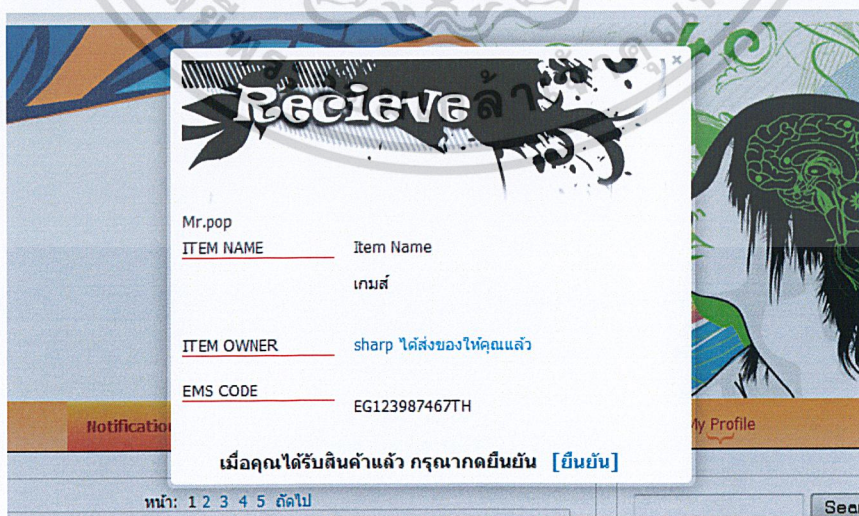 Recieve
Mr.pop
ITEM NAME Item Name
เกมส์
ITEM OWNER sharp ได้ส่งของให้คุณแล้ว
EMS CODE
EG123987467TH
Notification
My Profile
เมื่อคุณได้รับสินค้าแล้ว กรุณากดยืนยัน [ยืนยัน]
หน้า: 1 2 3 4 5 ถัดไป